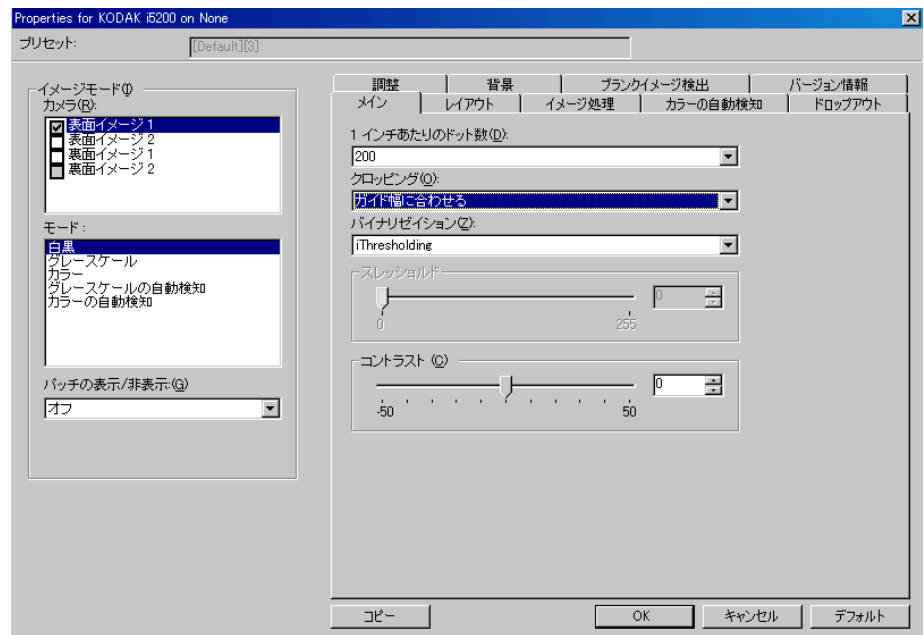 Properties for KODAK i5200 on None
プリセット:
[Default][3]
イメージモード(I)
カメラ(R):
表面イメージ 1
表面イメージ 2
裏面イメージ 1
裏面イメージ 2
モード :
白黒
グレースケール
カラー
グレースケールの自動検知
カラーの自動検知
パッチの表示/非表示:(G)
オフ
調整
背景
ブランクイメージ検出
バージョン情報
メイン
レイアウト
イメージ処理
カラーの自動検知
ドロップアウト
1 インチあたりのドット数(D):
200
クロッピング(O):
ガイド幅に合わせる
バイナリゼイション(Z):
iThresholding
スレッショルド
0
0
255
コントラスト (C)
0
-50
50
コピー
OK
キャンセル
デフォルト